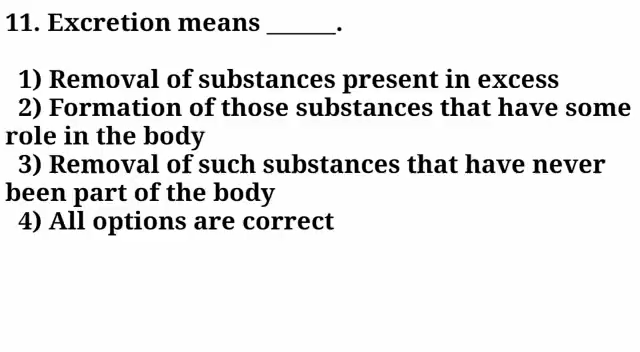 11. Excretion means ______.
1) Removal of substances present in excess
2) Formation of those substances that have some
role in the body
3) Removal of such substances that have never
been part of the body
4) All options are correct